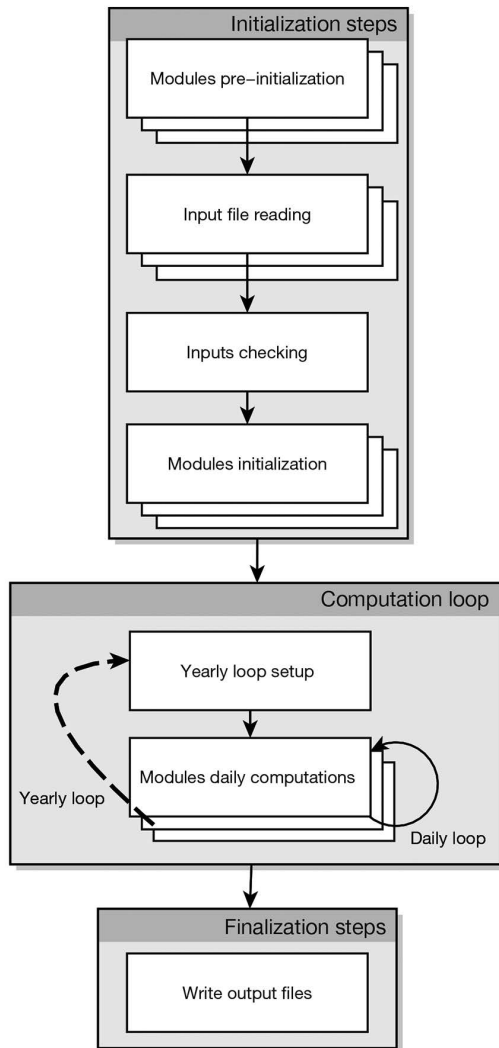 Initialization steps
Modules pre-initialization
Input file reading
Inputs checking
Modules initialization
Computation loop
Yearly loop setup
Modules daily computations
Yearly loop
Daily loop
Finalization steps
Write output files